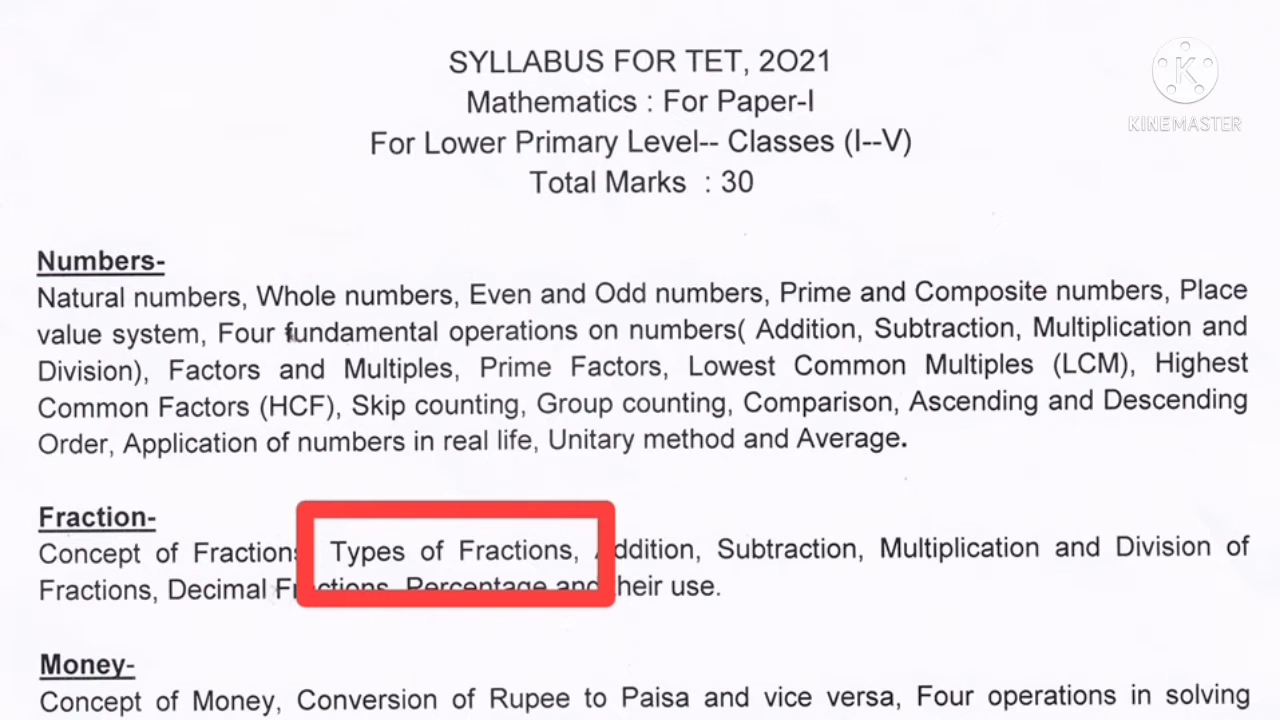 SYLLABUS FOR TET, 2O21
Mathematics : For Paper-I
For Lower Primary Level-- Classes (I--V)
Total Marks : 30
KINEMASTER
Numbers-
Natural numbers, Whole numbers, Even and Odd numbers, Prime and Composite numbers, Place
value system, Four fundamental operations on numbers( Addition, Subtraction, Multiplication and
Division), Factors and Multiples, Prime Factors, Lowest Common Multiples (LCM), Highest
Common Factors (HCF), Skip counting, Group counting, Comparison, Ascending and Descending
Order, Application of numbers in real life, Unitary method and Average.
Fraction-
Concept of Fractions Types of Fractions, Addition, Subtraction, Multiplication and Division of
Fractions, Decimal Fractions, Percentage and their use.
Money-
Concept of Money, Conversion of Rupee to Paisa and vice versa, Four operations in solving